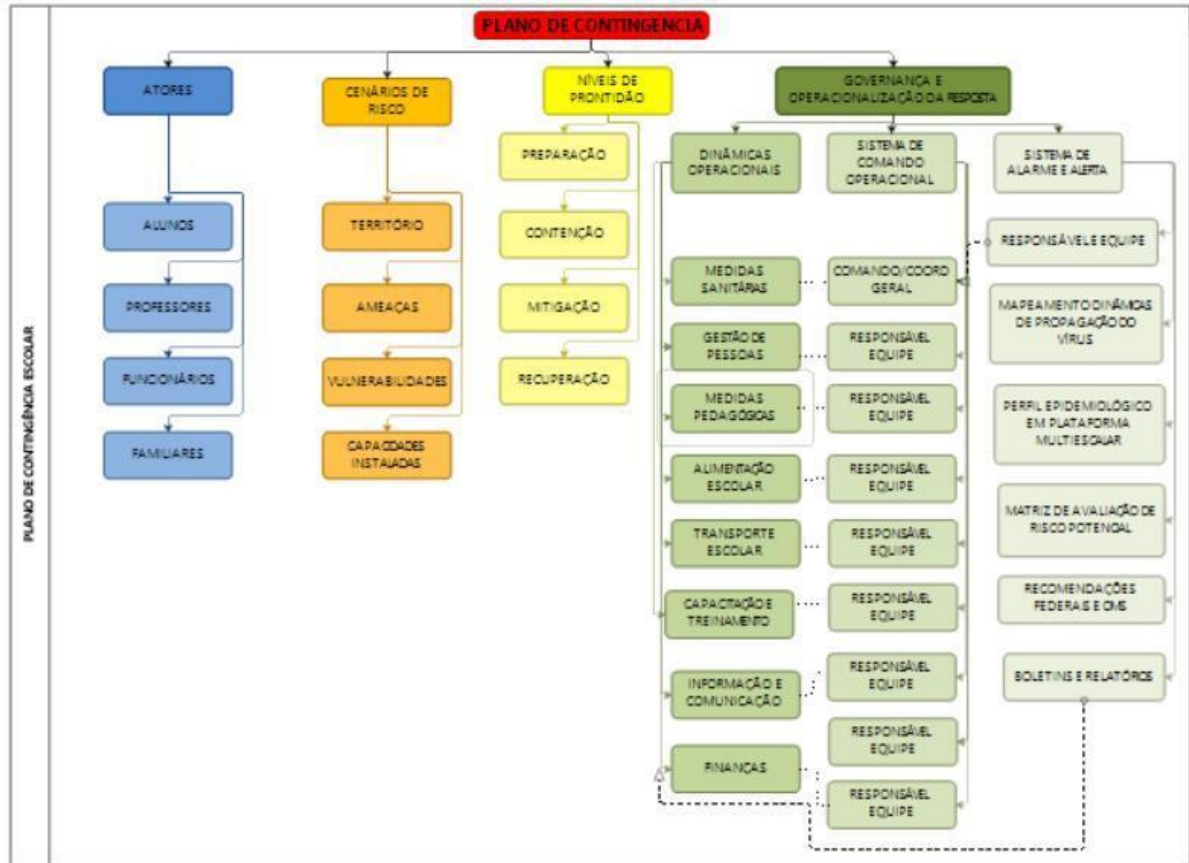 PLANO DE CONTINGÊNCIA ESCOLAR
PLANO DE CONTINGENCIA
ATORES
ALUNOS
PROFESSORES
FUNCIONÁRIOS
FAMILIARES
CENÁRIOS DE
RISCO
TERRITÓRIO
AMEAÇAS
VULNERABILIDADES
CAPACIDADES
INSTALADAS
NÍVEIS DE
PRONTIDÃO
PREPARAÇÃO
CONTENÇÃO
MITIGAÇÃO
RECUPERAÇÃO
GOVERNANÇA E
OPERACIONALIZAÇÃO DA RESPOSTA
DINÂMICAS
OPERACIONAIS
MEDIDAS
SANITÁRIAS
GESTÃO DE
PESSOAS
MEDIDAS
PEDAGÓGICAS
ALIMENTAÇÃO
ESCOLAR
TRANSPORTE
ESCOLAR
CAPACITAÇÃO E
TREINAMENTO
INFORMAÇÃO E
COMUNICAÇÃO
FINANÇAS
SISTEMA DE
COMANDO
OPERACIONAL
COMANDO/COORD
GERAL
RESPONSÁVEL
EQUIPE
RESPONSÁVEL
EQUIPE
RESPONSÁVEL
EQUIPE
RESPONSÁVEL
EQUIPE
RESPONSÁVEL
EQUIPE
RESPONSÁVEL
EQUIPE
RESPONSÁVEL
EQUIPE
RESPONSÁVEL
EQUIPE
SISTEMA DE
ALARME E ALERTA
RESPONSÁVEL E EQUIPE
MAPEAMENTO DINÂMICAS
DE PROPAGAÇÃO DO
VÍRUS
PERFIL EPIDEMIOLÓGICO
EM PLATAFORMA
MULTIESCALAR
MATRIZ DE AVALIAÇÃO DE
RISCO POTENCIAL
RECOMENDAÇÕES
FEDERAIS E OMS
BOLETINS E RELATÓRIOS